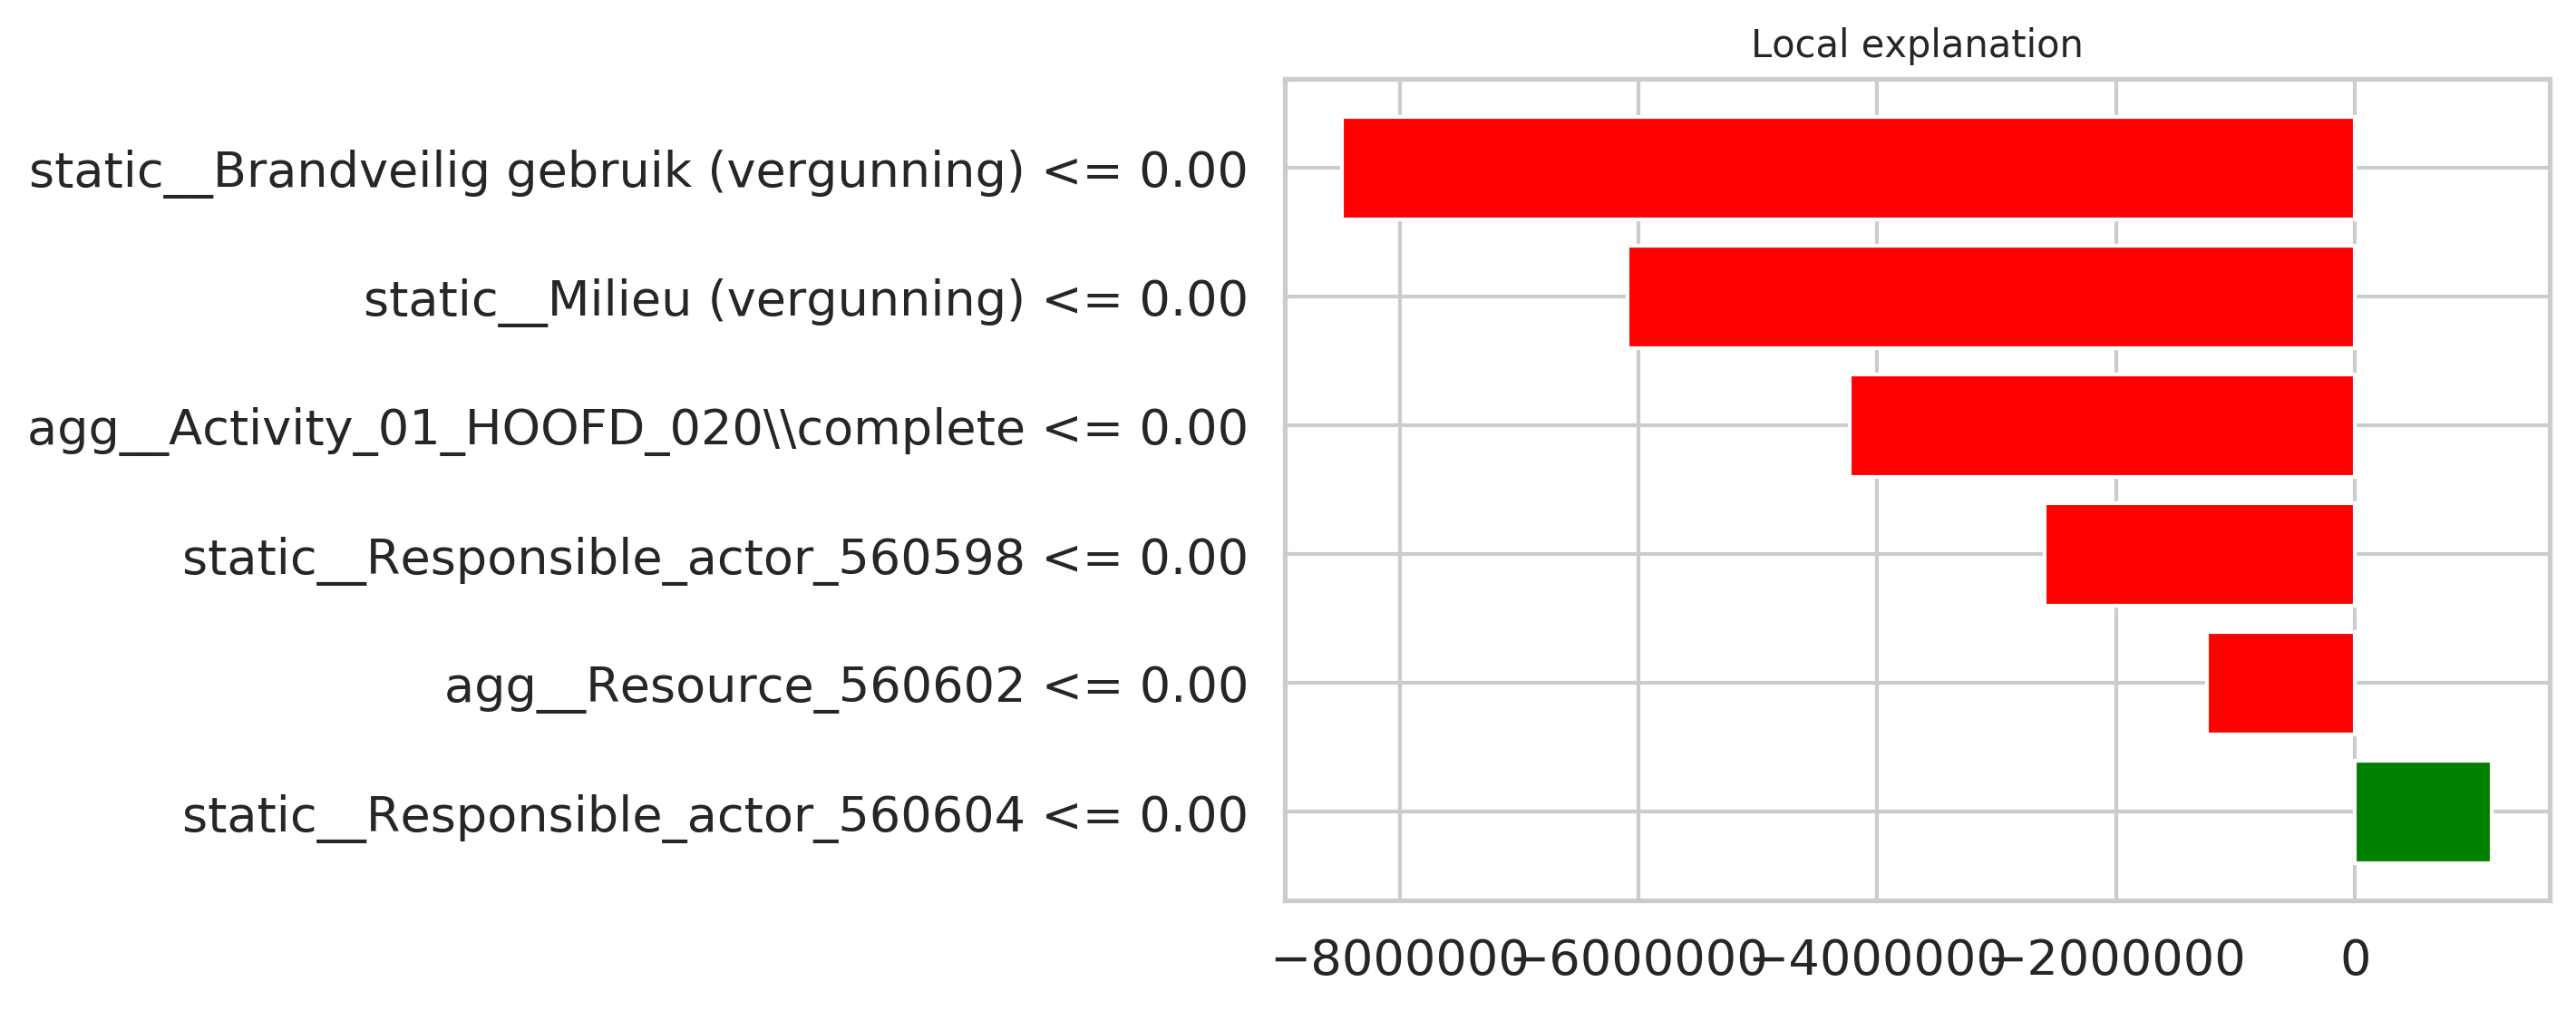 Local explanation
static__Brandveilig gebruik (vergunning) <= 0.00
static__Milieu (vergunning) <= 0.00
agg__Activity_01_HOOFD_020\\complete <= 0.00
static__Responsible_actor_560598 <= 0.00
agg__Resource_560602 <= 0.00
static__Responsible_actor_560604 <= 0.00
−8000000 −6000000 −4000000 −2000000 0